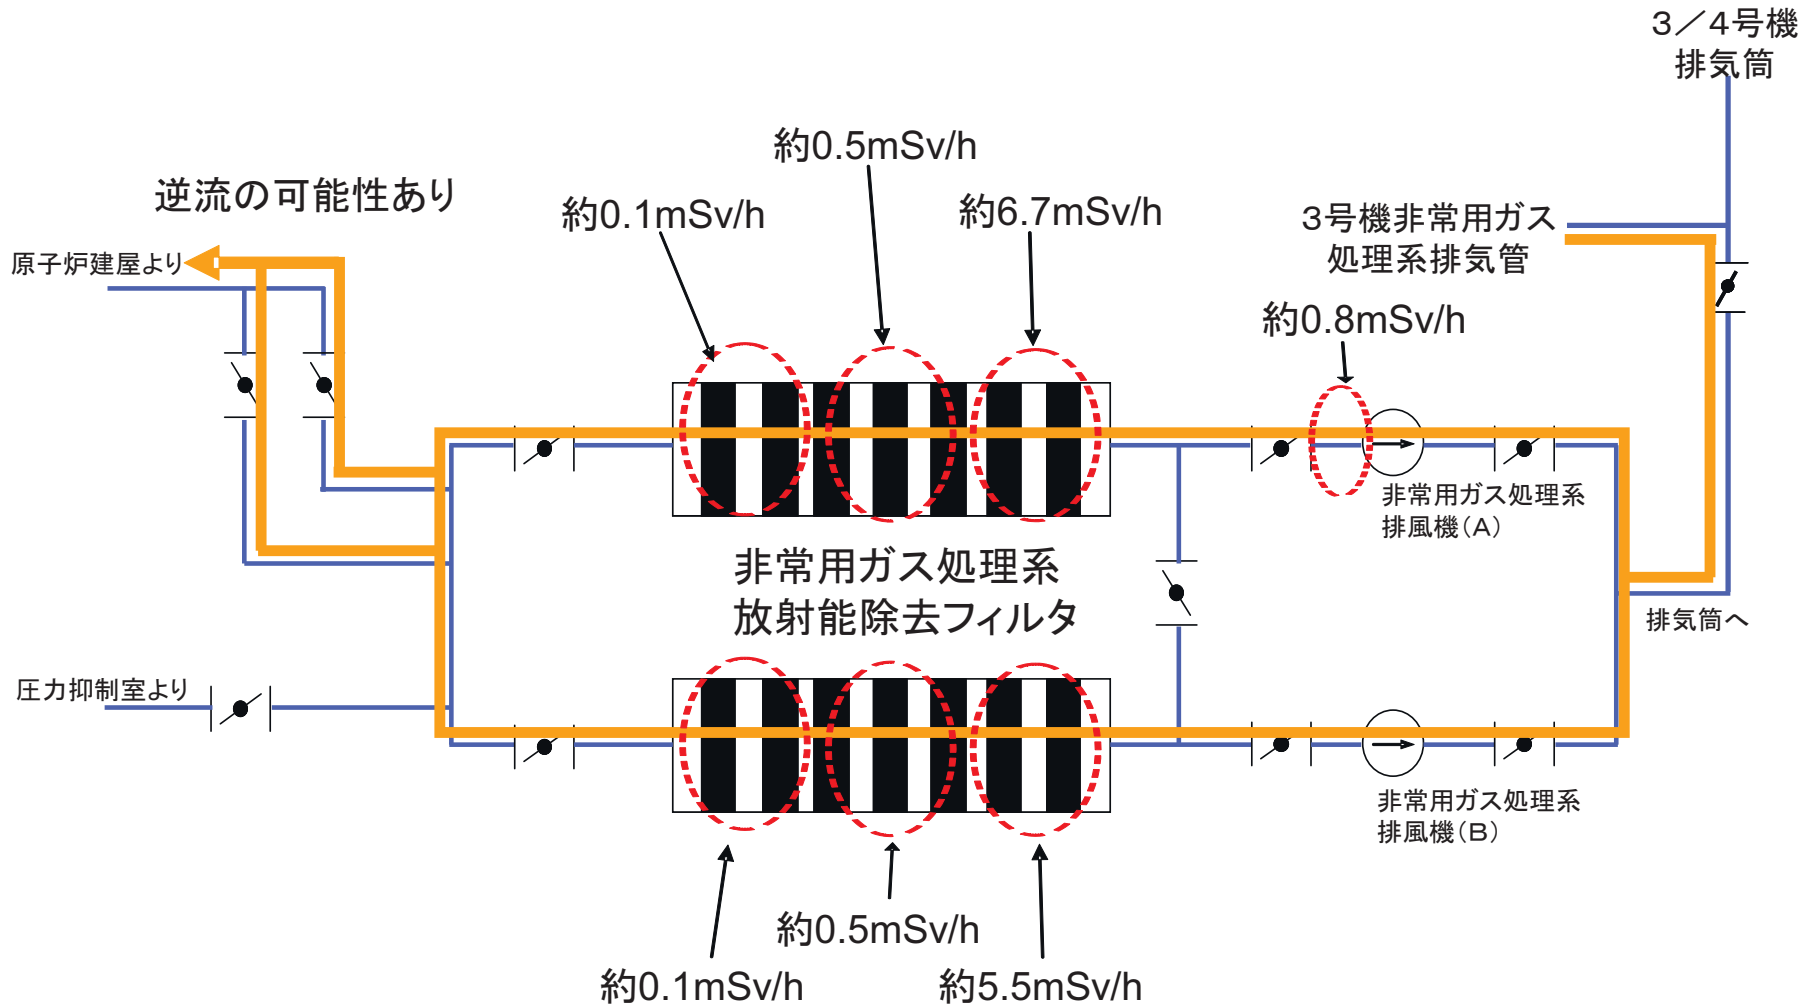 3／4号機
排気筒
約0.5mSv/h
逆流の可能性あり
約0.1mSv/h
約6.7mSv/h
3号機非常用ガス
処理系排気管
原子炉建屋より
約0.8mSv/h
非常用ガス処理系
排風機(A)
非常用ガス処理系
放射能除去フィルタ
排気筒へ
圧力抑制室より
非常用ガス処理系
排風機(B)
約0.5mSv/h
約0.1mSv/h
約5.5mSv/h